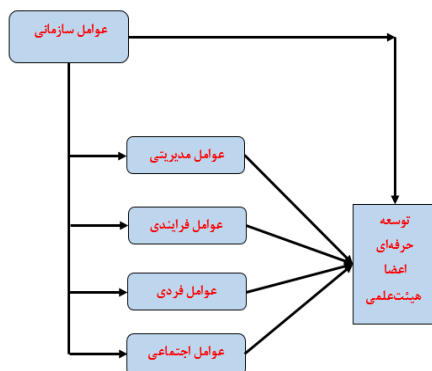 عوامل سازمانی
عوامل مدیریتی
عوامل فرایندی
عوامل فردی
عوامل اجتماعی
توسعه
حرفه‌ای
اعضا
هیئت‌علمی